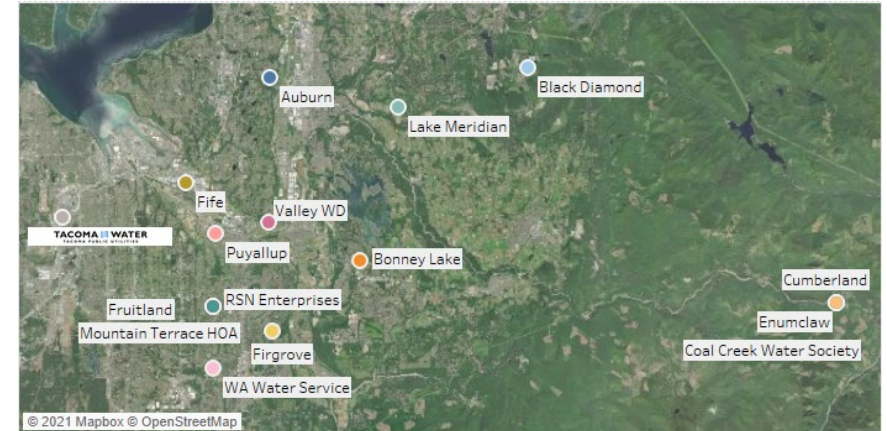 Auburn
Black Diamond
Lake Meridian
Fife
Valley WD
TACOMA WATER
TACOMA PUBLIC UTILITIES
Puyallup
Bonney Lake
Cumberland
RSN Enterprises
Fruitland
Enumclaw
Mountain Terrace HOA
Firgrove
Coal Creek Water Society
WA Water Service
© 2021 Mapbox © OpenStreetMap